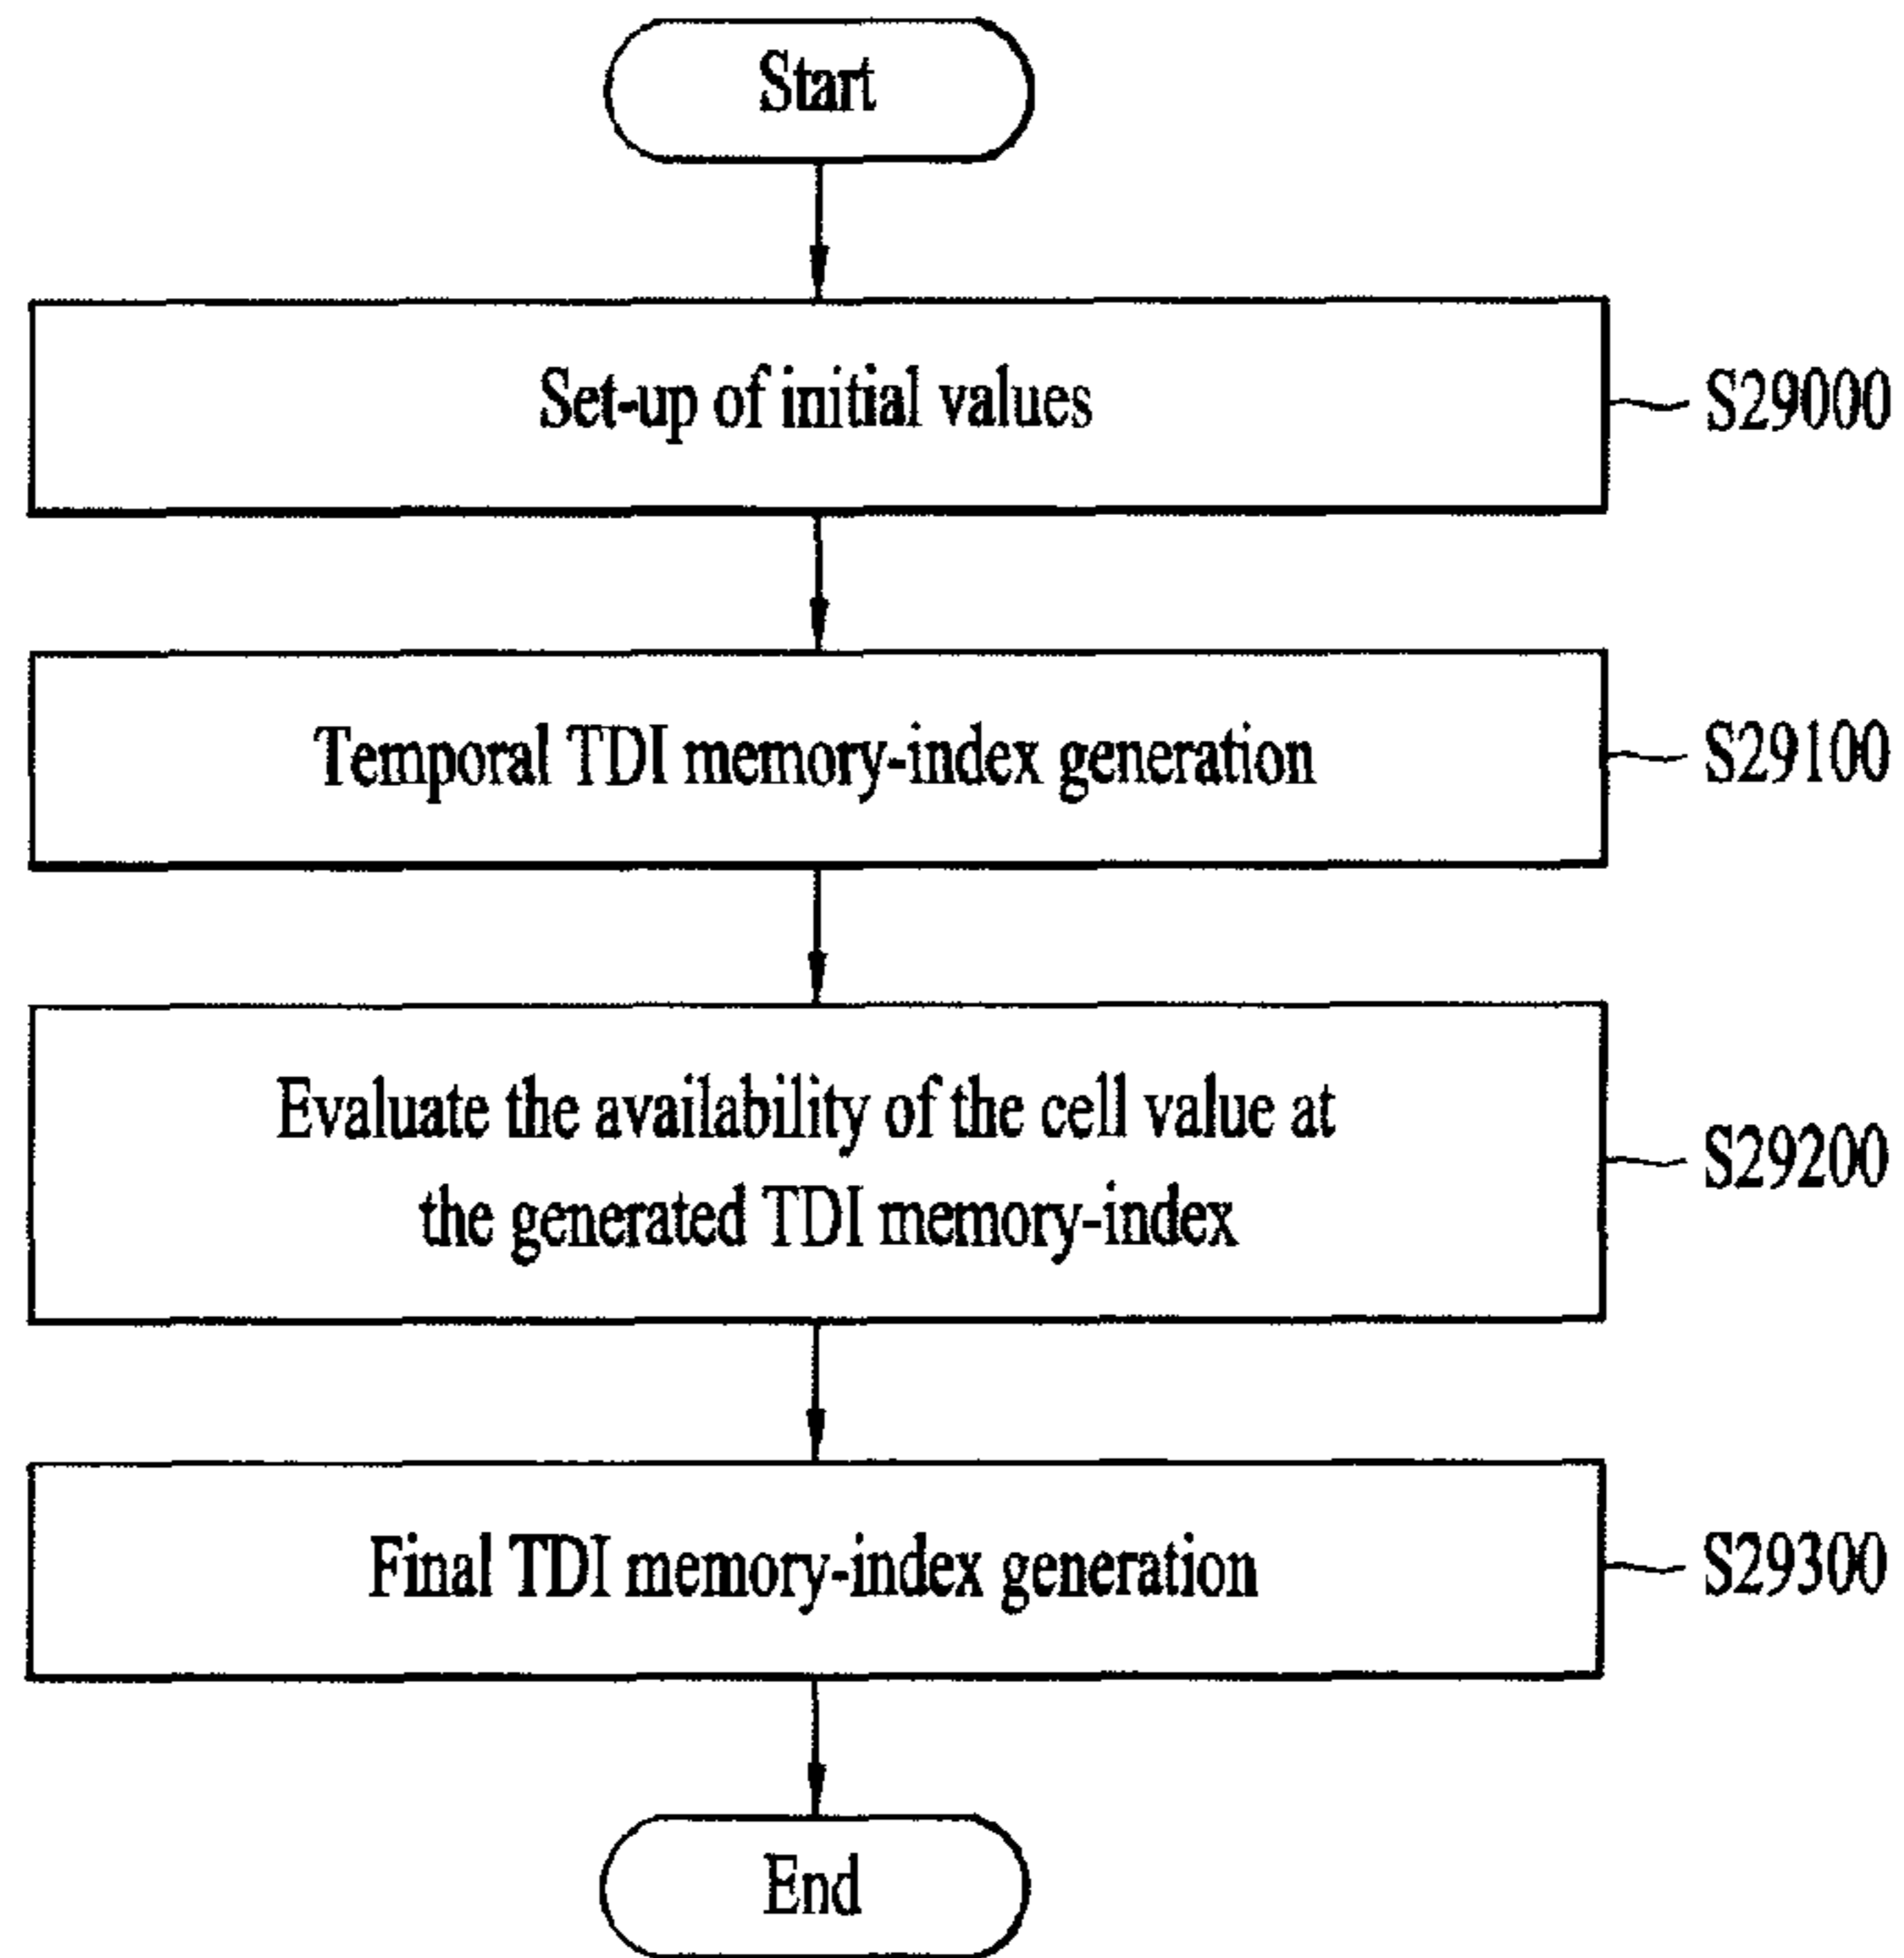 Start
Set-up of initial values
S29000
Temporal TDI memory-index generation
S29100
Evaluate the availability of the cell value at
the generated TDI memory-index
S29200
Final TDI memory-index generation
S29300
End